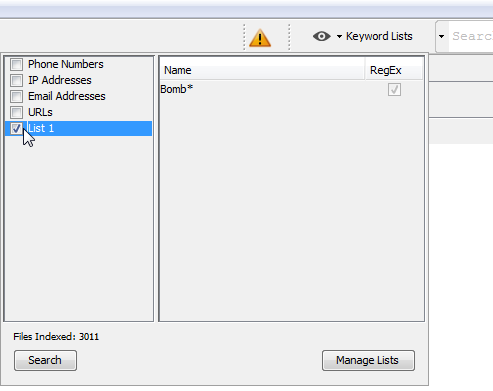 Keyword Lists
Searc
Phone Numbers
IP Addresses
Email Addresses
URLs
List 1
Name RegEx
Bomb*
Files Indexed: 3011
Search Manage Lists